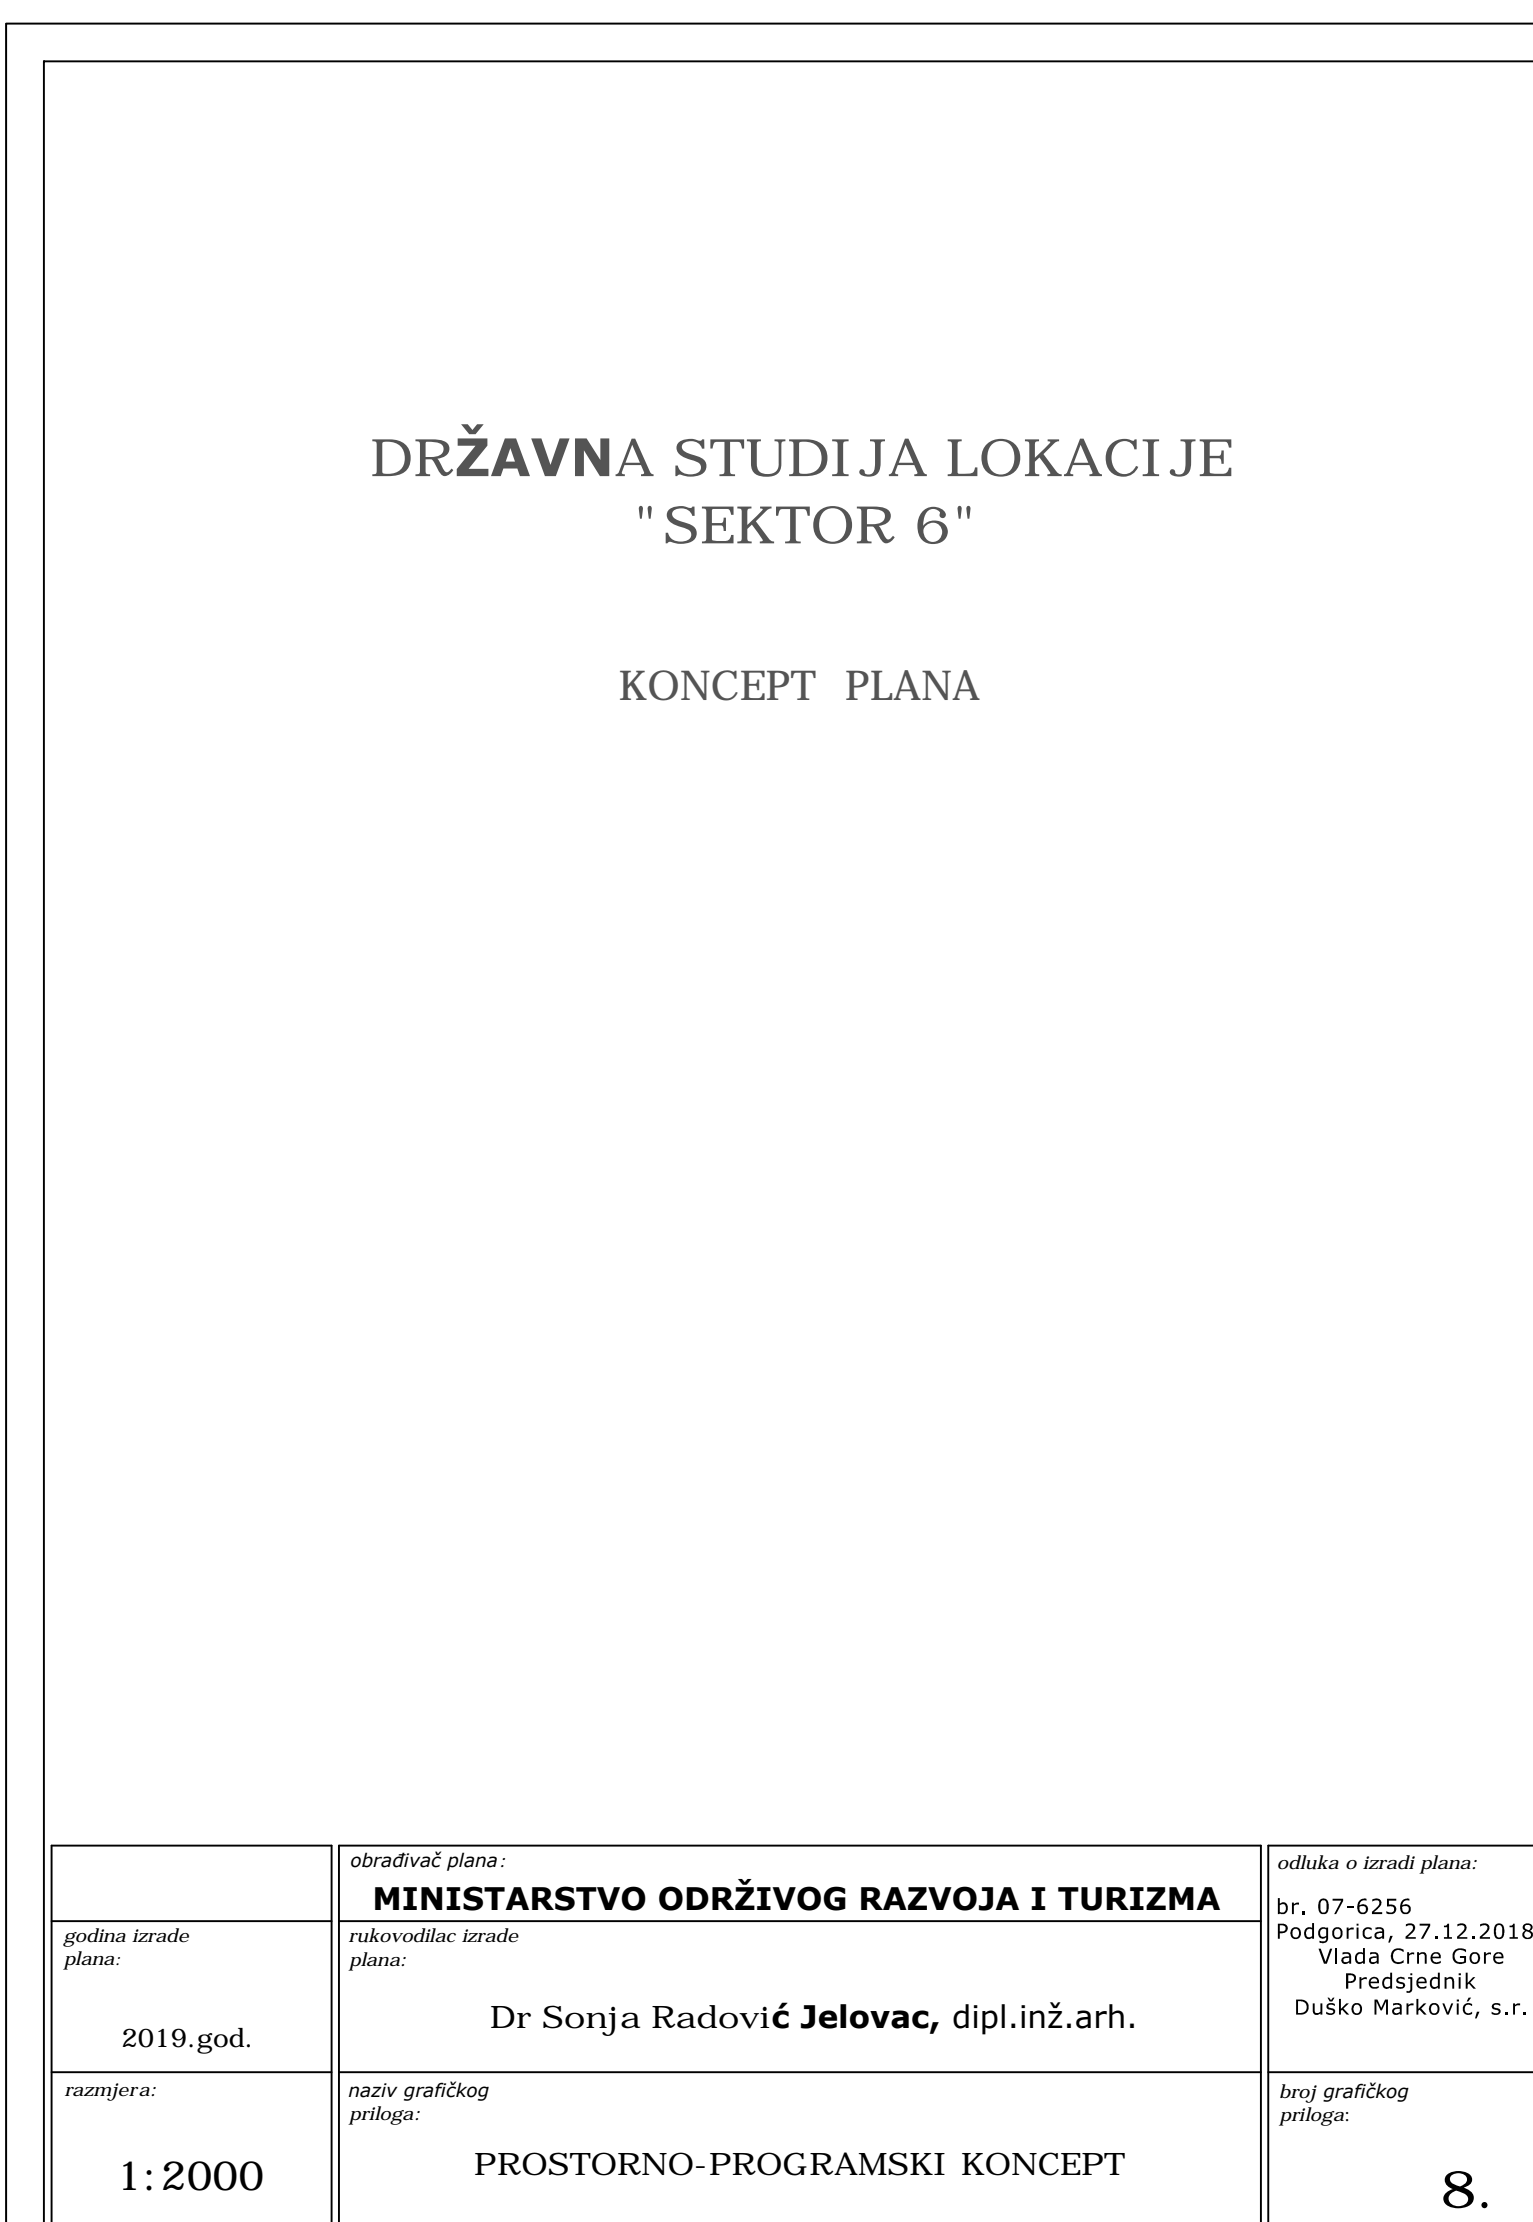 DRŽAVNA STUDIJA LOKACIJE
"SEKTOR 6"
KONCEPT PLANA
obrađivač plana:
MINISTARSTVO ODRŽIVOG RAZVOJA I TURIZMA
odluka o izradi plana:
br. 07-6256
Podgorica, 27.12.2018
Vlada Crne Gore
Predsjednik
Duško Marković, s.r.
godina izrade
plana:
2019.god.
rukovodilac izrade
plana:
Dr Sonja Radović Jelovac, dipl.inž.arh.
razmjera:
1:2000
naziv grafičkog
priloga:
PROSTORNO-PROGRAMSKI KONCEPT
broj grafičkog
priloga:
8.